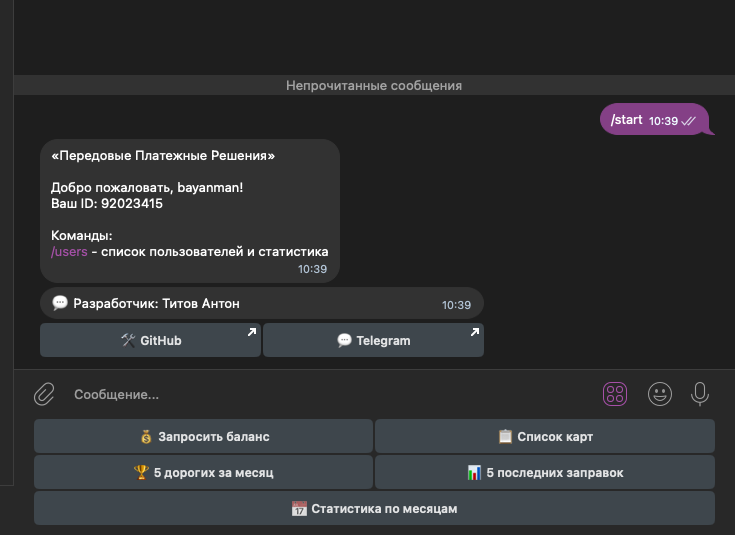 Непрочитанные сообщения
/start 10:39
«Передовые Платежные Решения»
Добро пожаловать, bayanman!
Ваш ID: 92023415
Команды:
/users - список пользователей и статистика
10:39
💬 Разработчик: Титов Антон 10:39
🛠 GitHub
💬 Telegram
Сообщение...
💰 Запросить баланс
📋 Список карт
🏆 5 дорогих за месяц
📊 5 последних заправок
📅 Статистика по месяцам